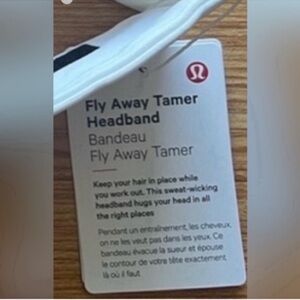 Fly Away Tamer
Headband
Bandeau
Fly Away Tamer
Keep your hair in place while
you work out. This sweat-wicking
headband hugs your head in all
the right places
Pendant un entraînement, les cheveux,
on ne les veut pas dans les yeux. Ce
bandeau évacue la sueur et épouse
le contour de votre tête exactement
là où il faut